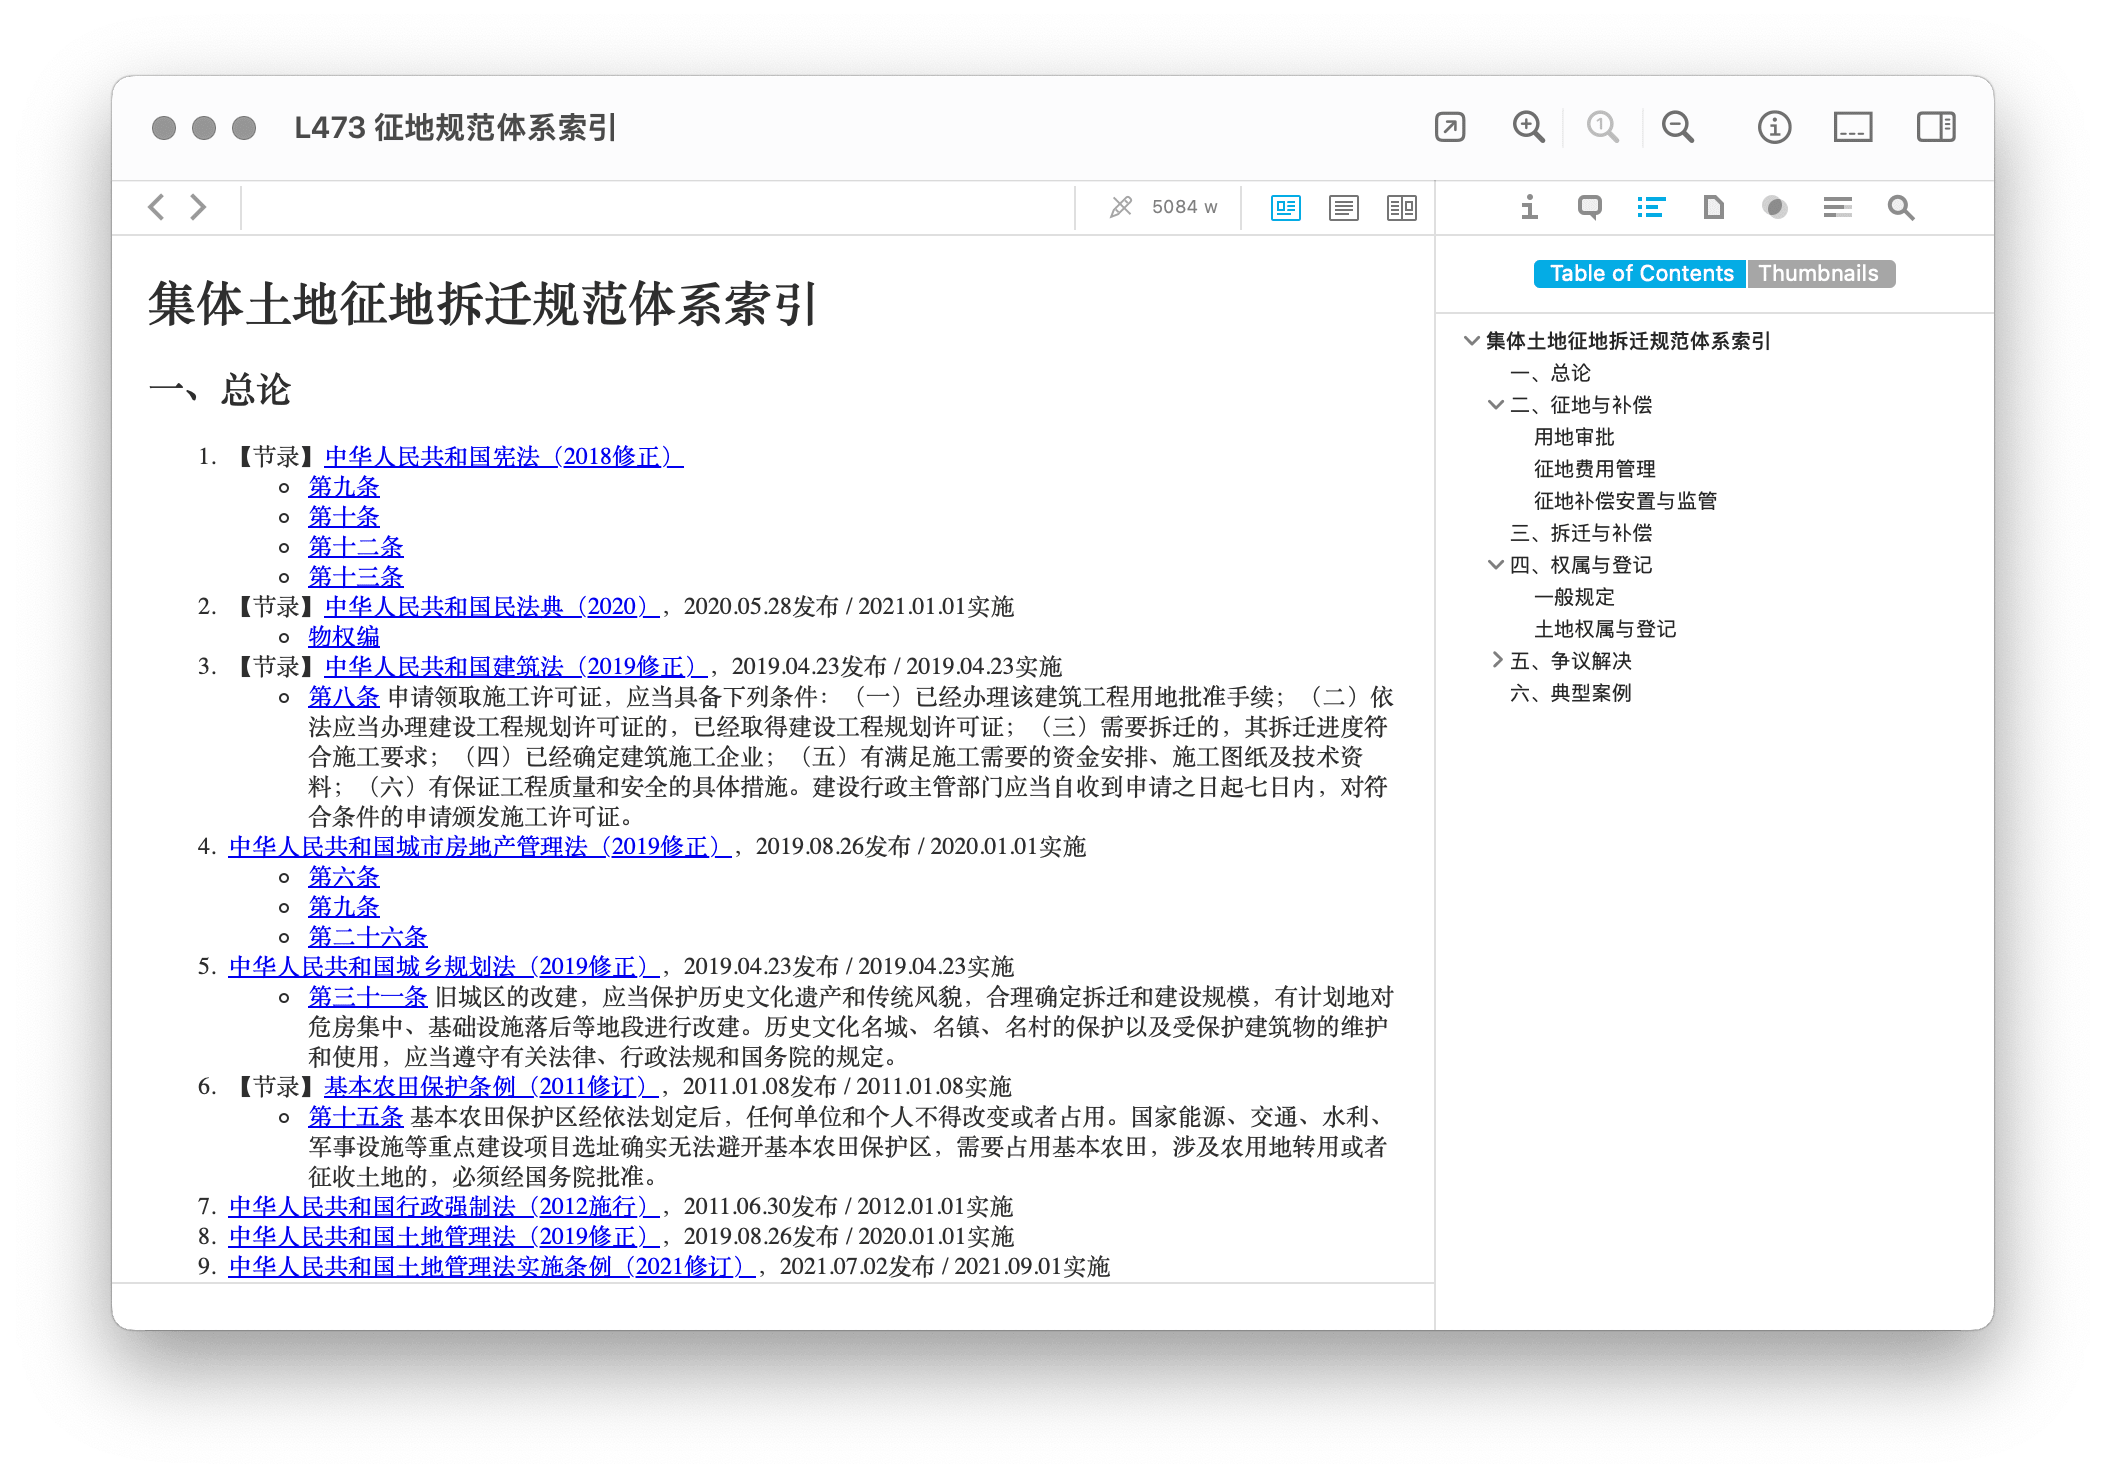 L473 征地规范体系索引
5084 w
集体土地征地拆迁规范体系索引
一、总论
1. 【节录】中华人民共和国宪法（2018修正）
第九条
第十条
第十二条
第十三条
2. 【节录】中华人民共和国民法典（2020），2020.05.28发布 / 2021.01.01实施
物权编
3. 【节录】中华人民共和国建筑法（2019修正），2019.04.23发布 / 2019.04.23实施
第八条 申请领取施工许可证，应当具备下列条件：（一）已经办理该建筑工程用地批准手续；（二）依
法应当办理建设工程规划许可证的，已经取得建设工程规划许可证；（三）需要拆迁的，其拆迁进度符
合施工要求；（四）已经确定建筑施工企业；（五）有满足施工需要的资金安排、施工图纸及技术资
料；（六）有保证工程质量和安全的具体措施。建设行政主管部门应当自收到申请之日起七日内，对符
合条件的申请颁发施工许可证。
4. 中华人民共和国城市房地产管理法（2019修正），2019.08.26发布 / 2020.01.01实施
第六条
第九条
第二十六条
5. 中华人民共和国城乡规划法（2019修正），2019.04.23发布 / 2019.04.23实施
第三十一条 旧城区的改建，应当保护历史文化遗产和传统风貌，合理确定拆迁和建设规模，有计划地对
危房集中、基础设施落后等地段进行改建。历史文化名城、名镇、名村的保护以及受保护建筑物的维护
和使用，应当遵守有关法律、行政法规和国务院的规定。
6. 【节录】基本农田保护条例（2011修订），2011.01.08发布 / 2011.01.08实施
第十五条 基本农田保护区经依法划定后，任何单位和个人不得改变或者占用。国家能源、交通、水利、
军事设施等重点建设项目选址确实无法避开基本农田保护区，需要占用基本农田，涉及农用地转用或者
征收土地的，必须经国务院批准。
7. 中华人民共和国行政强制法（2012施行），2011.06.30发布 / 2012.01.01实施
8. 中华人民共和国土地管理法（2019修正），2019.08.26发布 / 2020.01.01实施
9. 中华人民共和国土地管理法实施条例（2021修订），2021.07.02发布 / 2021.09.01实施
Table of Contents
Thumbnails
集体土地征地拆迁规范体系索引
一、总论
二、征地与补偿
用地审批
征地费用管理
征地补偿安置与监管
三、拆迁与补偿
四、权属与登记
一般规定
土地权属与登记
五、争议解决
六、典型案例